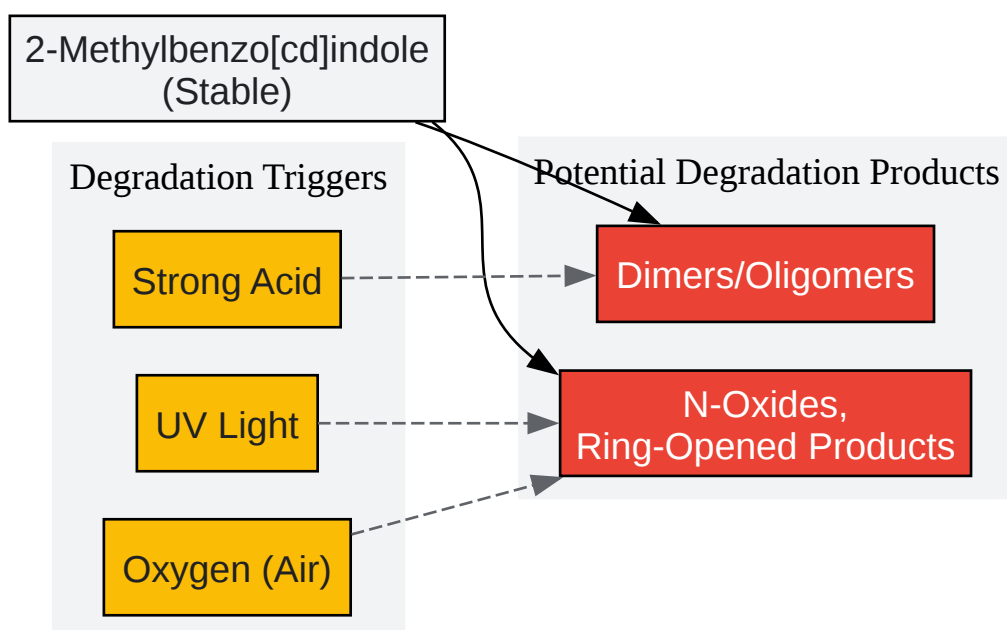 2-Methylbenzo[cd]indole
(Stable)
Degradation Triggers
Strong Acid
UV Light
Oxygen (Air)
Potential Degradation Products
Dimers/Oligomers
N-Oxides,
Ring-Opened Products